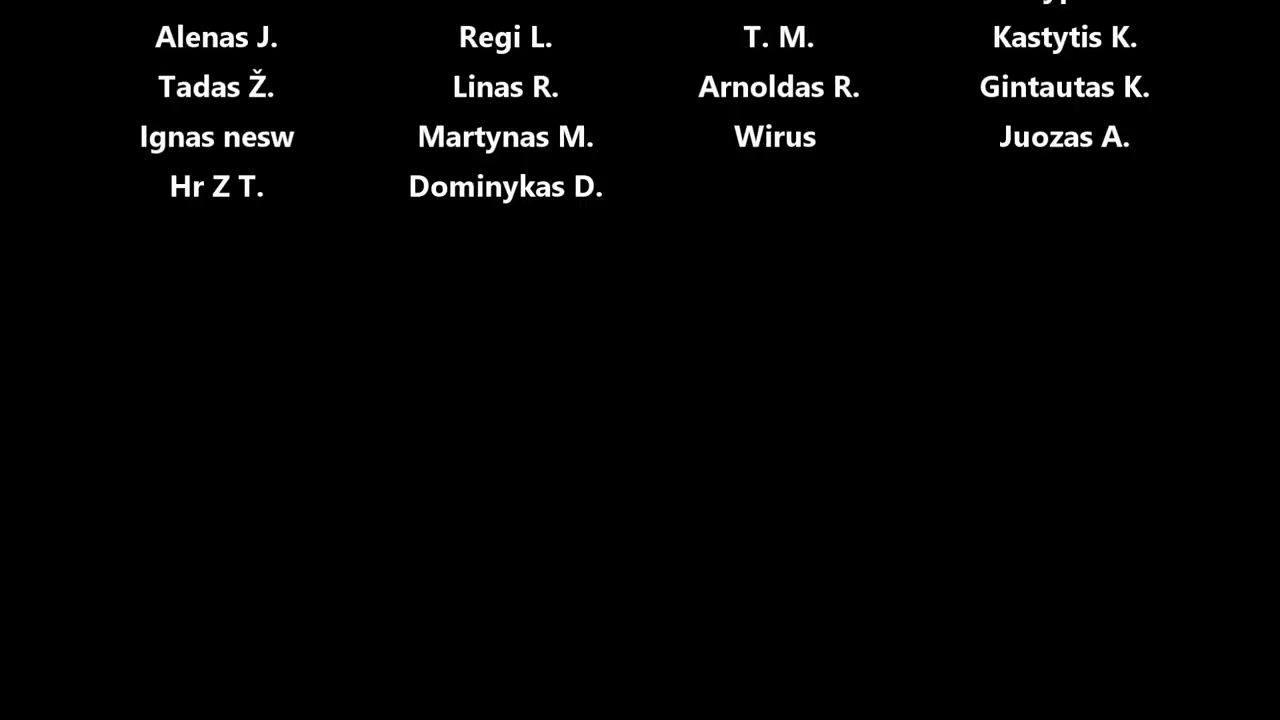 Alenas J. Regi L. T. M. Kastytis K.
Tadas Ž. Linas R. Arnoldas R. Gintautas K.
Ignas nesw Martynas M. Wirus Juozas A.
Hr Z T. Dominykas D.